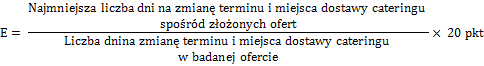 Najmniejsza liczba dni na zmianę terminu i miejsca dostawy cateringu
spośród złożonych ofert
E = × 20 pkt
Liczba dnina zmianę terminu i miejsca dostawy cateringu
w badanej ofercie